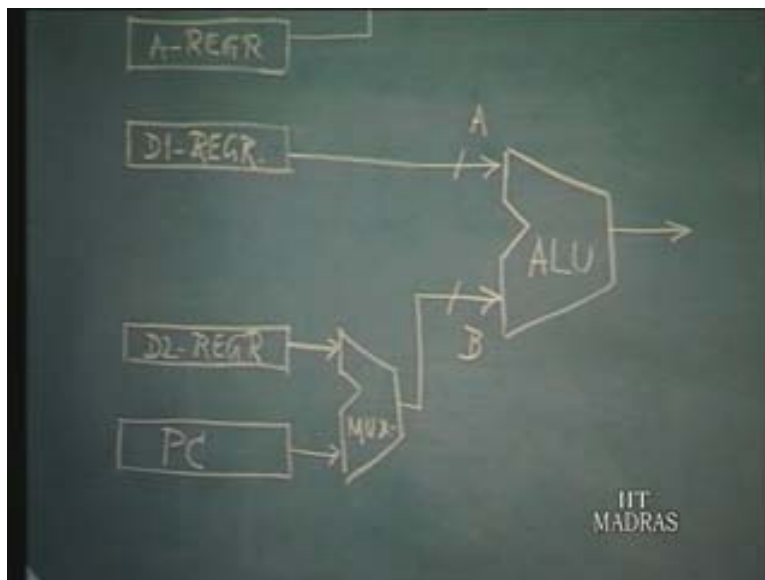 A-REGR
A
D1-REGR.
ALU
B
D2-REGR
MUX-
PC
IIT
MADRAS